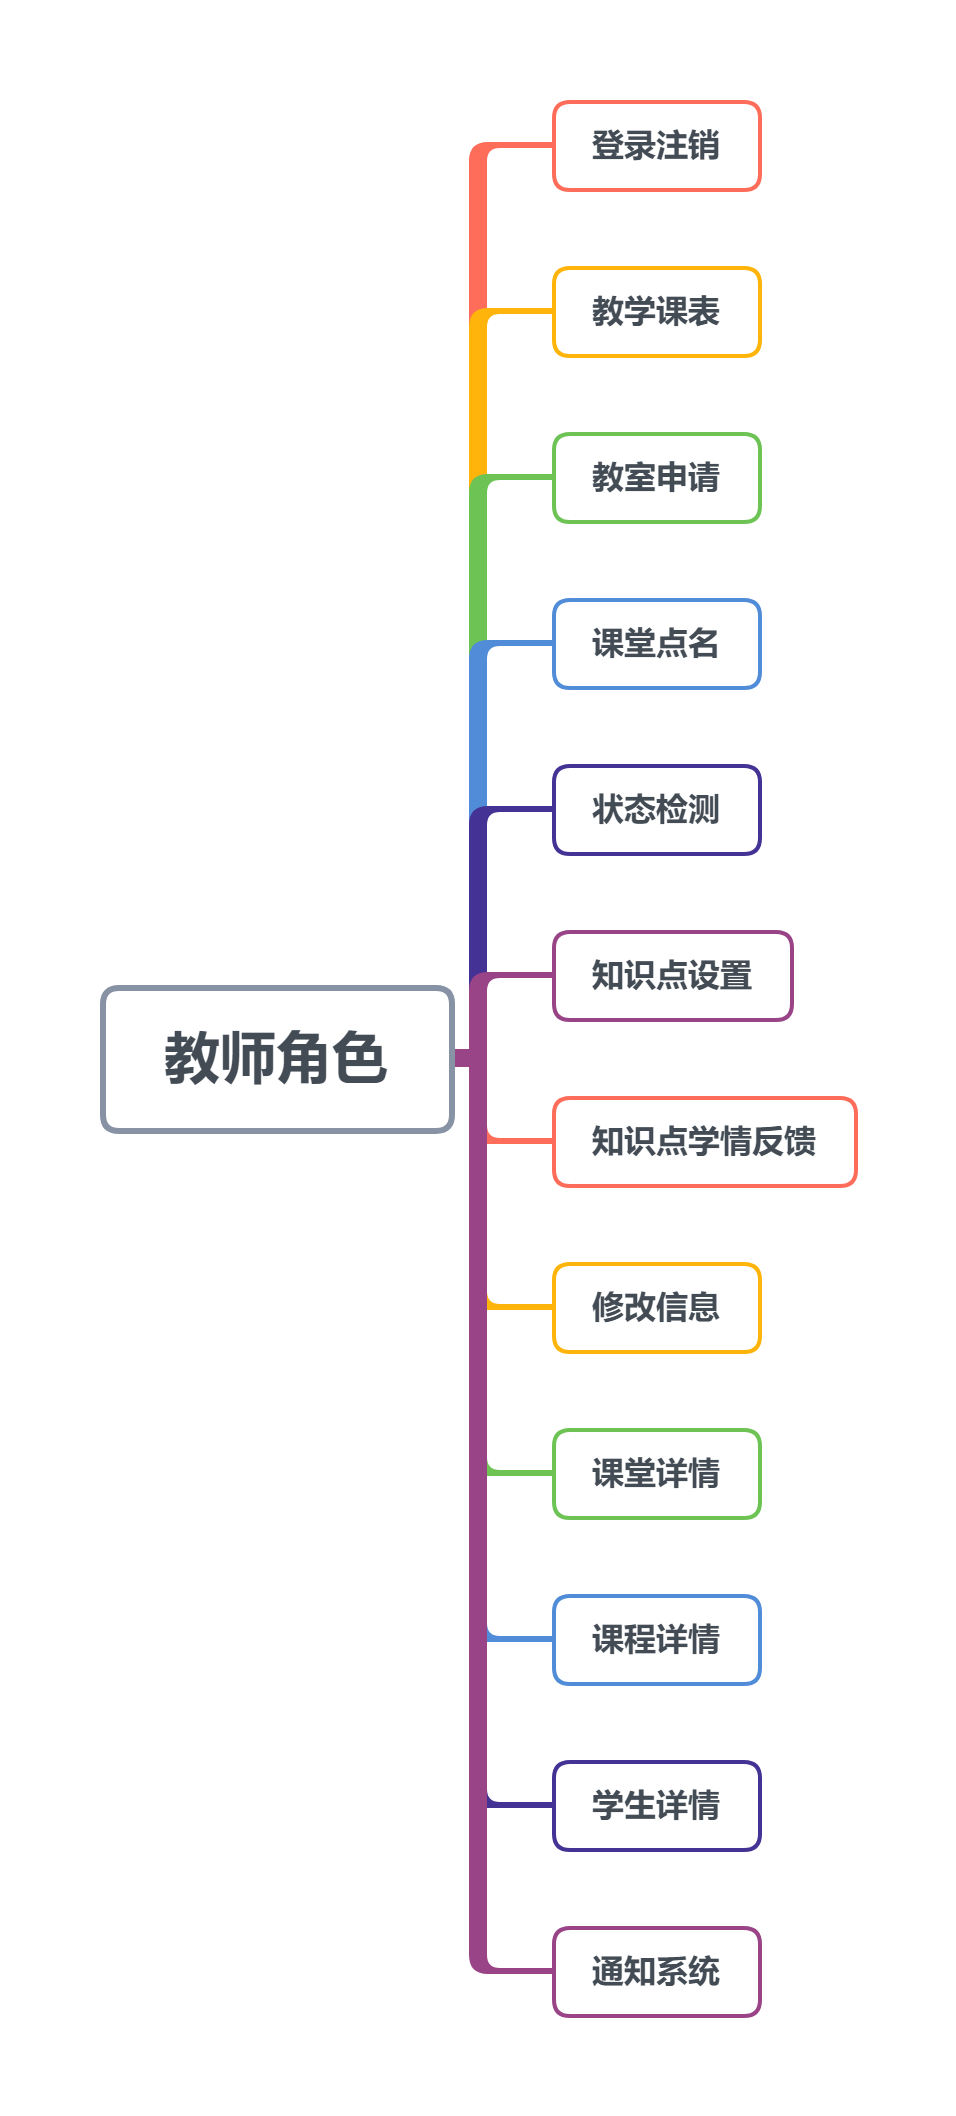 登录注销
教学课表
教室申请
课堂点名
状态检测
知识点设置
教师角色
知识点学情反馈
修改信息
课堂详情
课程详情
学生详情
通知系统